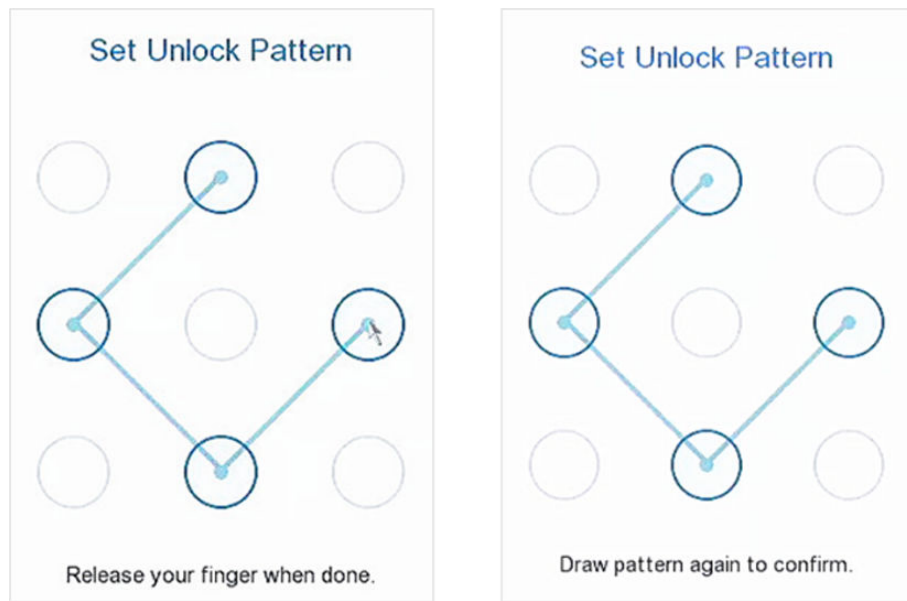 Set Unlock Pattern
Release your finger when done.
Set Unlock Pattern
Draw pattern again to confirm.